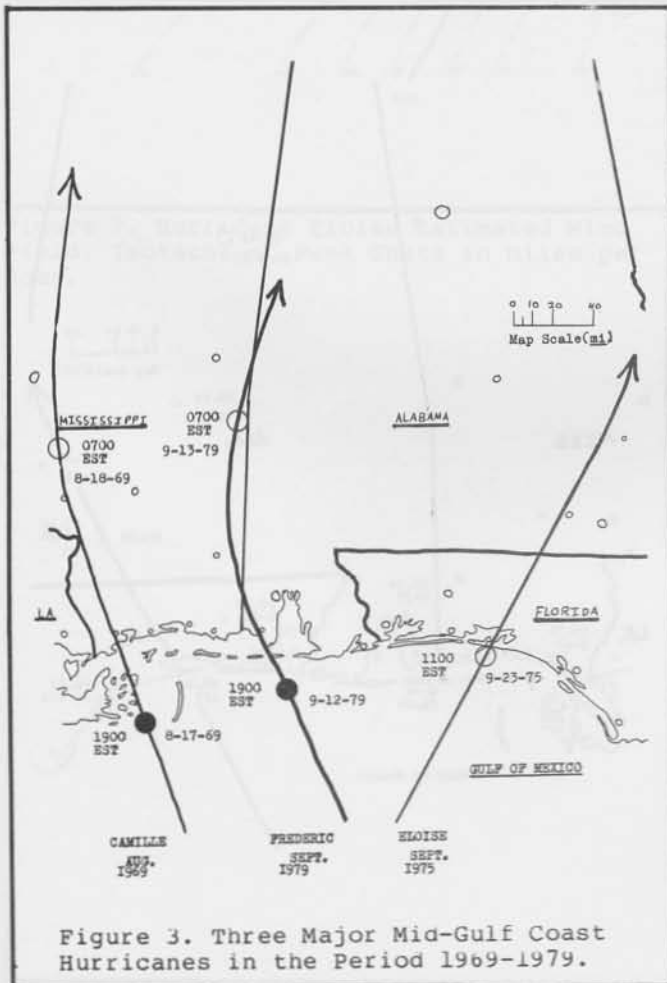 0 10 20 40
Map Scale(mi)
MISSISSIPPI
0700
EST
9-13-79
ALABAMA
0700
EST
8-18-69
LA
FLORIDA
1100
EST
9-23-75
1900
EST
9-12-79
1900
EST
8-17-69
GULF OF MEXICO
CAMILLE
AUG.
1969
FREDERIC
SEPT.
1979
ELOISE
SEPT.
1975
Figure 3. Three Major Mid-Gulf Coast
Hurricanes in the Period 1969-1979.